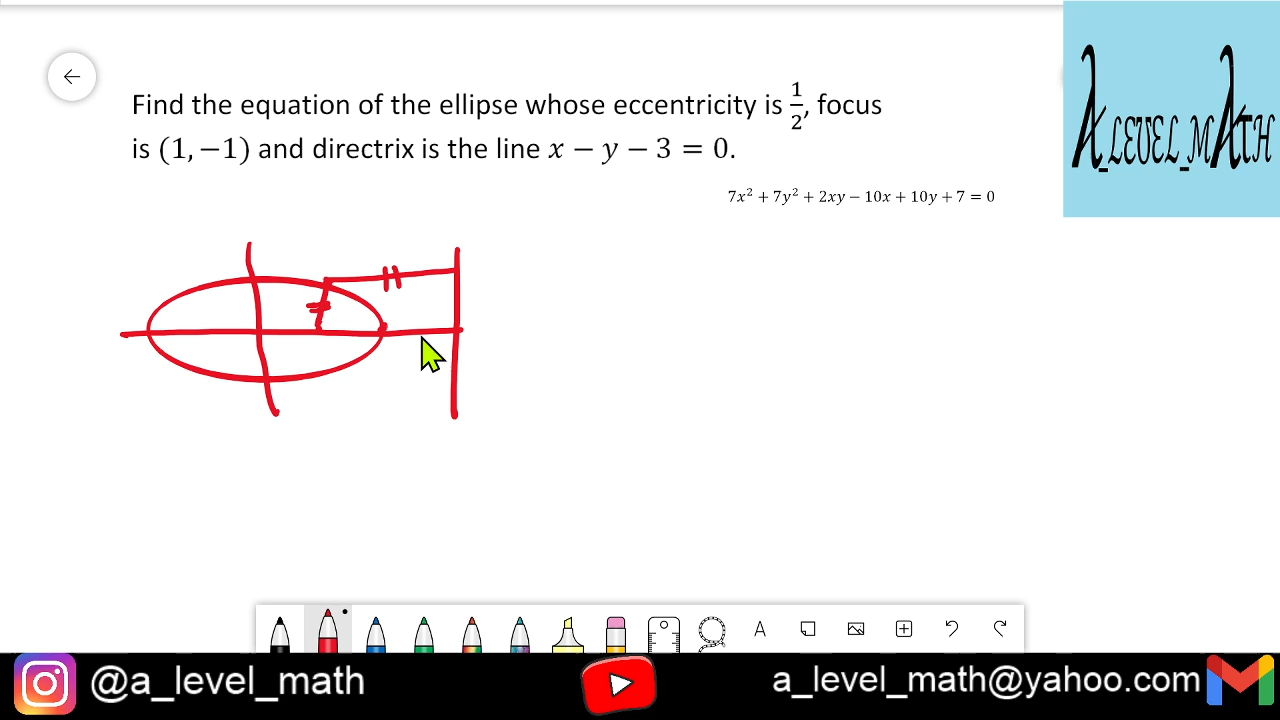 Find the equation of the ellipse whose eccentricity is 1/2, focus
is (1, −1) and directrix is the line x − y − 3 = 0.
7x² + 7y² + 2xy − 10x + 10y + 7 = 0
A_LEVEL_MATH
A
@a_level_math
a_level_math@yahoo.com